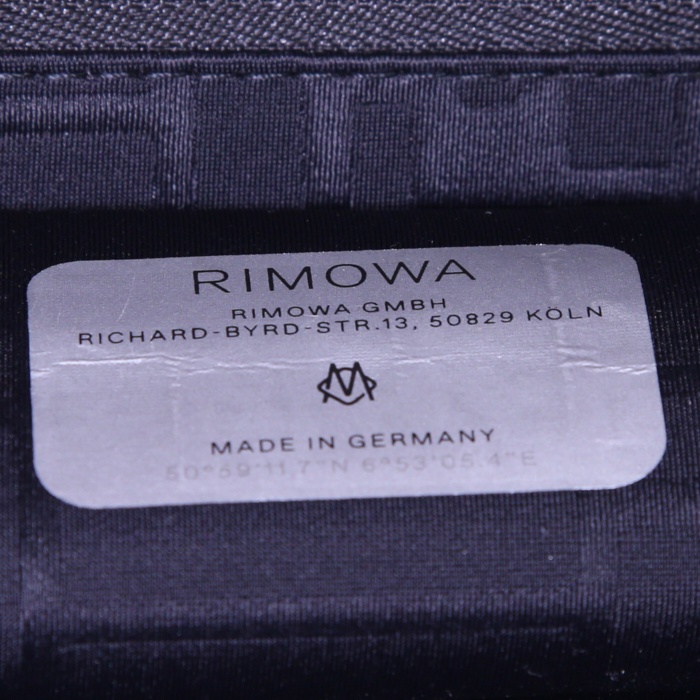 RIMOWA
RIMOWA GMBH
RICHARD-BYRD-STR.13, 50829 KÖLN
MADE IN GERMANY
50°59'11.7"N 6°53'05.4"E